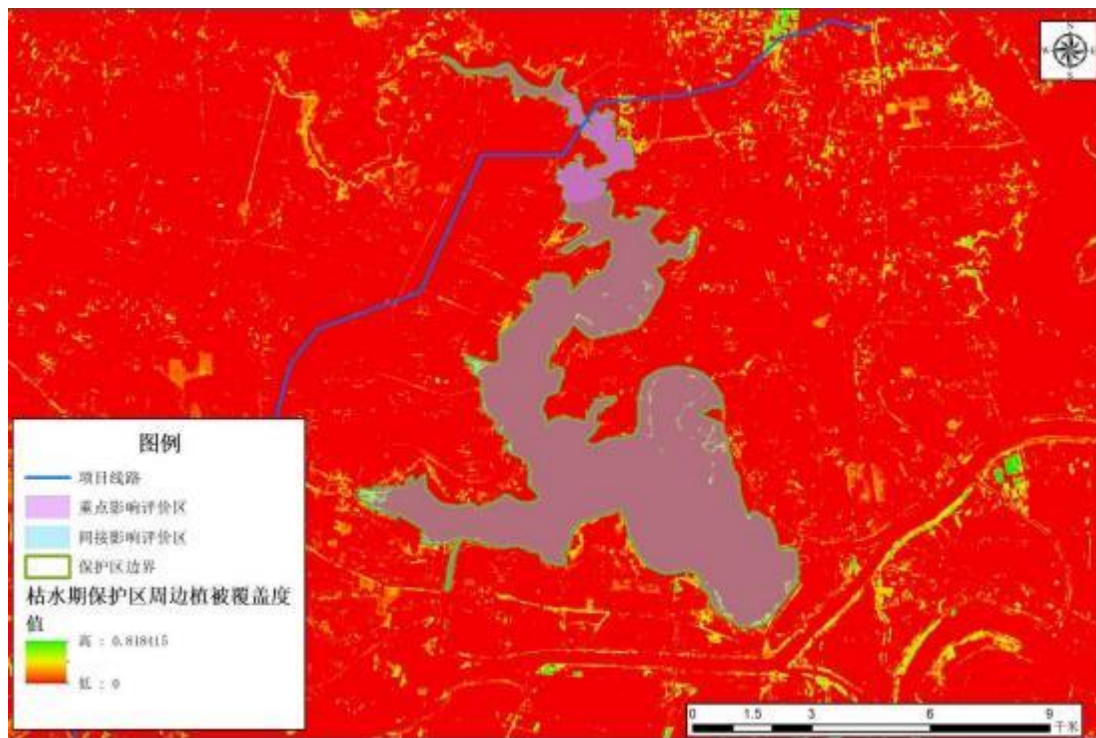 N
W
E
S
图例
项目线路
重点影响评价区
间接影响评价区
保护区边界
枯水期保护区周边植被覆盖度
值
高 : 0.818415
低 : 0
0 1.5 3 6 9
千米